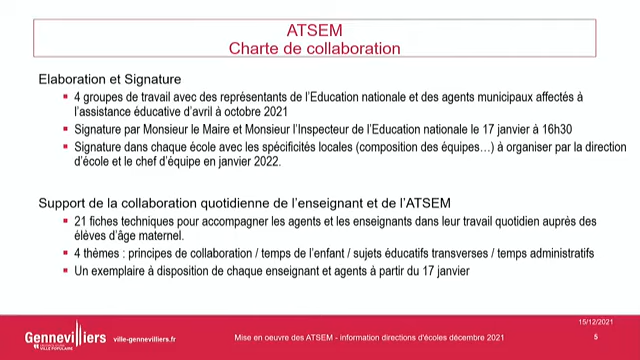 ATSEM
Charte de collaboration
Elaboration et Signature
4 groupes de travail avec des représentants de l'Education nationale et des agents municipaux affectés à
l'assistance éducative d'avril à octobre 2021
Signature par Monsieur le Maire et Monsieur l'Inspecteur de l'Education nationale le 17 janvier à 16h30
Signature dans chaque école avec les spécificités locales (composition des équipes…) à organiser par la direction
d'école et le chef d'équipe en janvier 2022.
Support de la collaboration quotidienne de l'enseignant et de l'ATSEM
21 fiches techniques pour accompagner les agents et les enseignants dans leur travail quotidien auprès des
élèves d'âge maternel.
4 thèmes : principes de collaboration / temps de l'enfant / sujets éducatifs transverses / temps administratifs
Un exemplaire à disposition de chaque enseignant et agents à partir du 17 janvier
15/12/2021
Gennevilliers
VILLE POPULAIRE
ville-gennevilliers.fr
Mise en oeuvre des ATSEM - information directions d'écoles décembre 2021
5